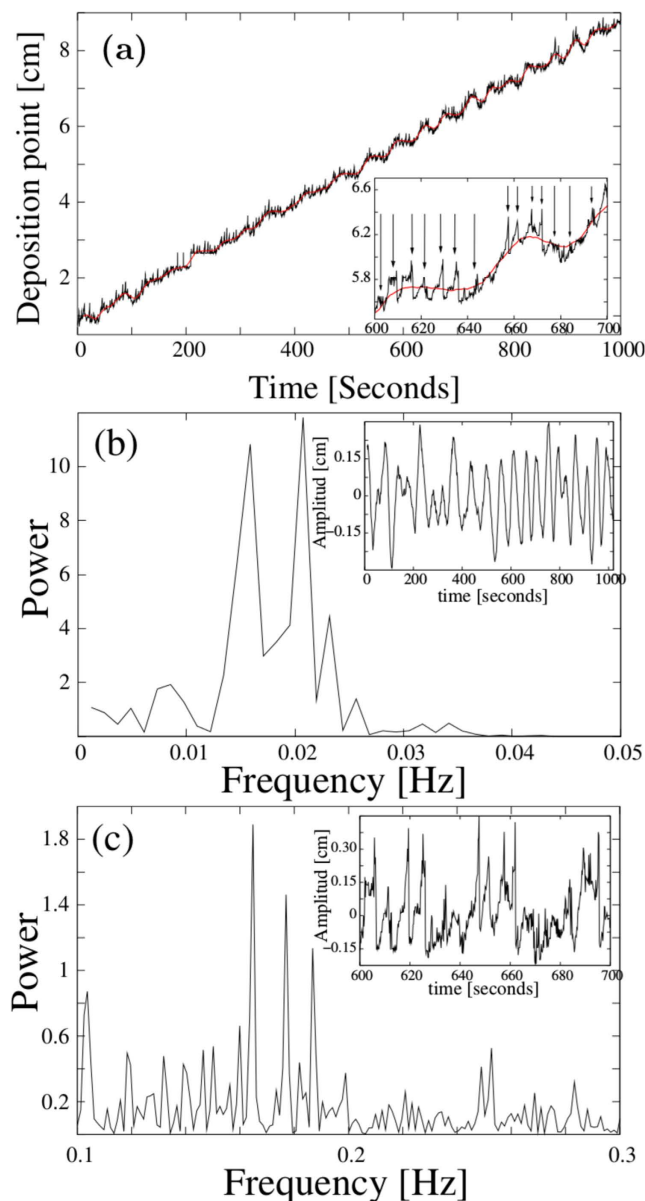 (a)
Deposition point [cm]
8
6
4
2
6.6
5.8
600 620 640 660 680 700
0 200 400 600 800 1000
Time [Seconds]
(b)
Power
10
8
6
4
2
Amplitud [cm]
0.15
0
−0.15
0 200 400 600 800 1000
time [seconds]
0.01 0.02 0.03 0.04 0.05
Frequency [Hz]
(c)
Power
1.8
1.4
1
0.6
0.2
Amplitud [cm]
0.30
0.15
0
−0.15
600 620 640 660 680 700
time [seconds]
0.1 0.2 0.3
Frequency [Hz]